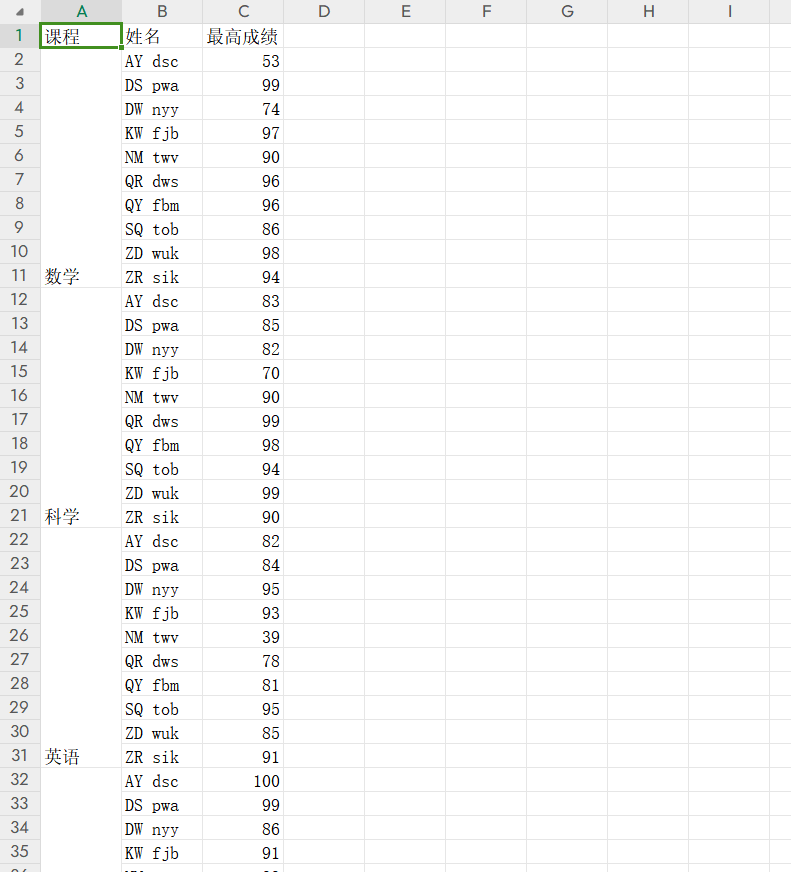 A B C D E F G H I
1 课程 姓名 最高成绩
2 AY dsc 53
3 DS pwa 99
4 DW nyy 74
5 KW fjb 97
6 NM twv 90
7 QR dws 96
8 QY fbm 96
9 SQ tob 86
10 ZD wuk 98
11 数学 ZR sik 94
12 AY dsc 83
13 DS pwa 85
14 DW nyy 82
15 KW fjb 70
16 NM twv 90
17 QR dws 99
18 QY fbm 98
19 SQ tob 94
20 ZD wuk 99
21 科学 ZR sik 90
22 AY dsc 82
23 DS pwa 84
24 DW nyy 95
25 KW fjb 93
26 NM twv 39
27 QR dws 78
28 QY fbm 81
29 SQ tob 95
30 ZD wuk 85
31 英语 ZR sik 91
32 AY dsc 100
33 DS pwa 99
34 DW nyy 86
35 KW fjb 91